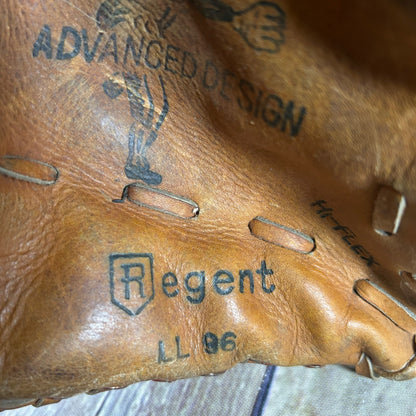 ADVANCED DESIGN
HI-FLEX
Regent
LL 96